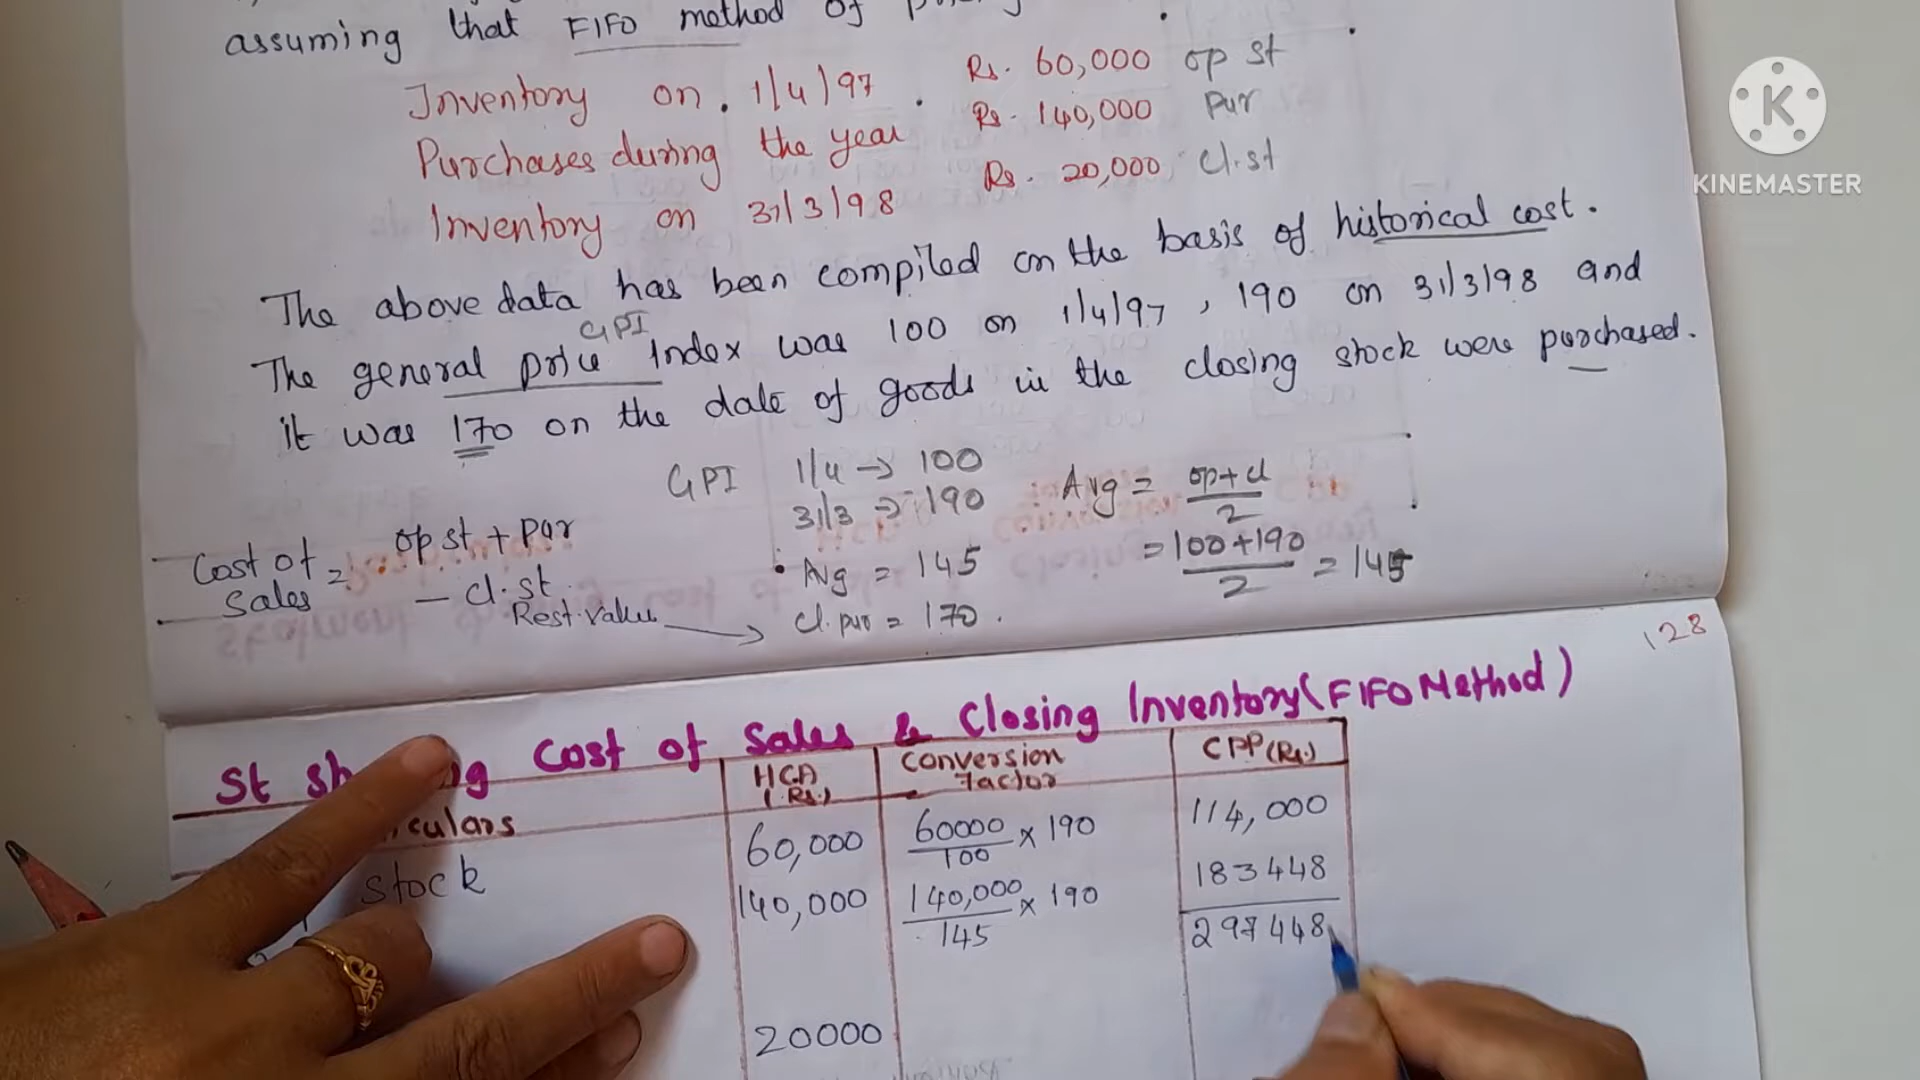 assuming that FIFO method of
Inventory on 1/4/97 Rs. 60,000 op st
Purchases during the year Rs. 140,000 pur
Inventory on 31/3/98 Rs. 20,000 cl.st
The above data has been compiled on the basis of historical cost.
GPI
The general price Index was 100 on 1/4/97, 190 on 31/3/98 and
it was 170 on the date of goods in the closing stock were purchased.
GPI 1/4 → 100
31/3 → 190
Avg = 145
cl. pur = 170.
Avg = op+cl / 2
= 100+190 / 2 = 145
Cost of Sales = op st + par
- cl.st
Rest.value →
128
St sh ng Cost of Sales & Closing Inventory (FIFO Method)
culars HCA (Rs.) Conversion Factor CPP (Rs.)
stock 60,000 60000/100 × 190 114,000
140,000 140,000/145 × 190 183448
297448
20000
K
KINEMASTER